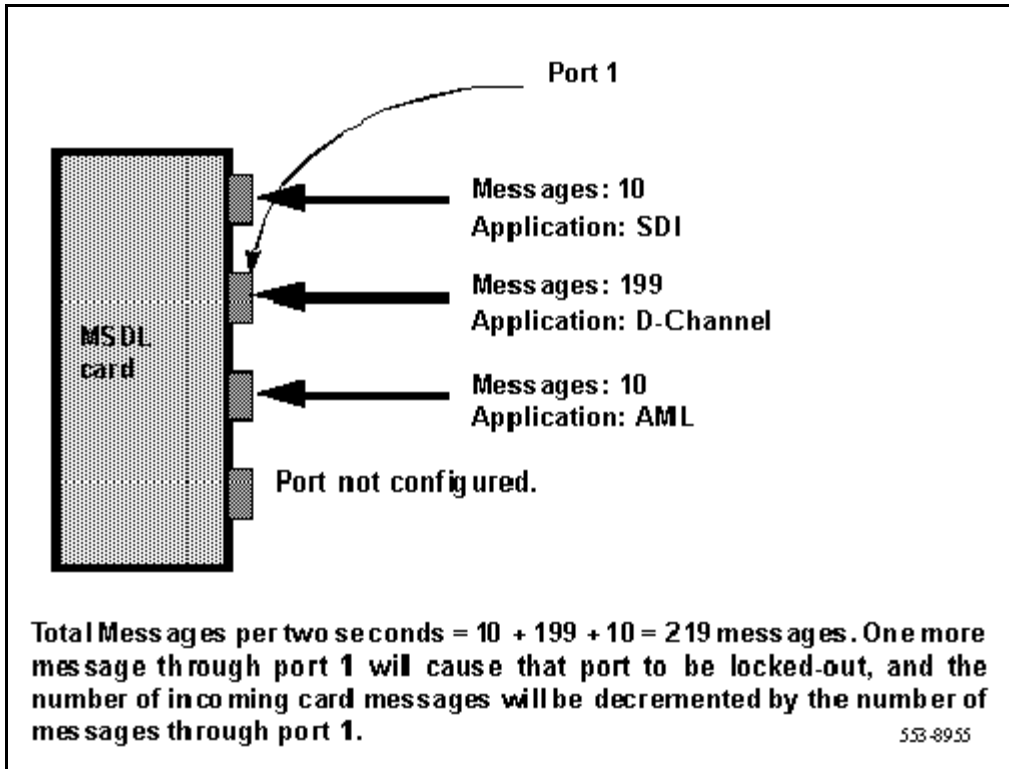 Port 1
Messages: 10
Application: SDI
Messages: 199
Application: D-Channel
MSDL
card
Messages: 10
Application: AML
Port not configured.
Total Messages per two seconds = 10 + 199 + 10 = 219 messages. One more
message through port 1 will cause that port to be locked-out, and the
number of incoming card messages will be decremented by the number of
messages through port 1.
553-8955